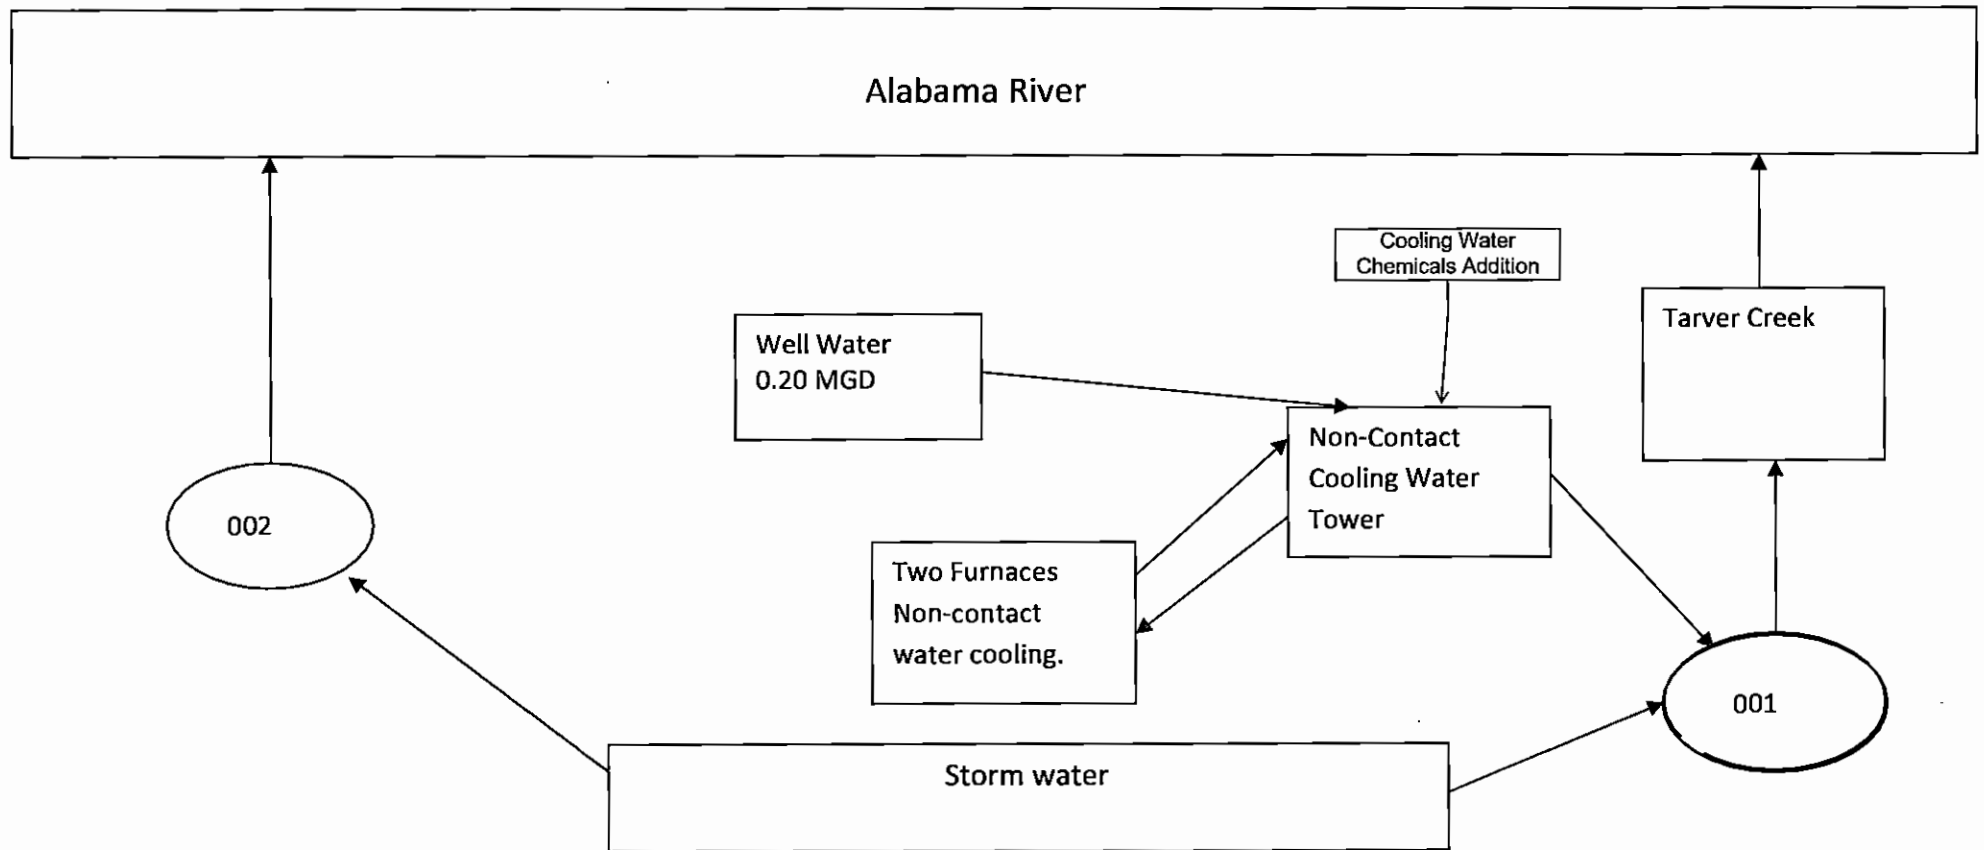 Alabama River
Cooling Water
Chemicals Addition
Tarver Creek
Well Water
0.20 MGD
Non-Contact
Cooling Water
Tower
002
Two Furnaces
Non-contact
water cooling.
001
Storm water